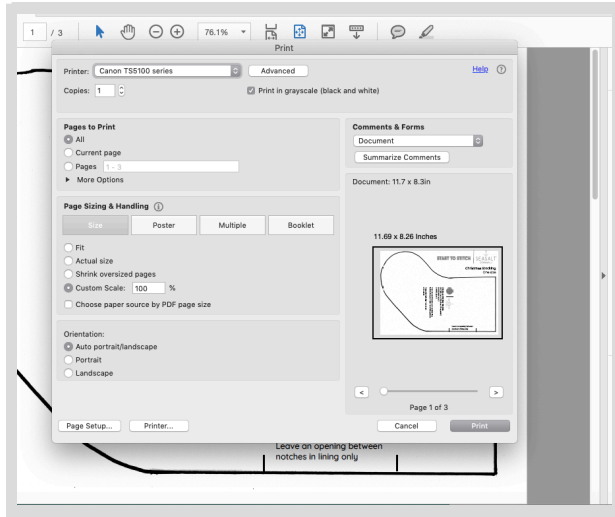 1 / 3 76.1%
Print
Printer: Canon TS5100 series Advanced Help ?
Copies: 1 Print in grayscale (black and white)
Pages to Print
All
Current page
Pages 1 - 3
More Options
Comments & Forms
Document
Summarize Comments
Document: 11.7 x 8.3in
Page Sizing & Handling i
Size Poster Multiple Booklet
Fit
Actual size
Shrink oversized pages
Custom Scale: 100 %
Choose paper source by PDF page size
11.69 x 8.26 Inches
START TO STITCH SEASALT
Christmas Stocking
Orientation:
Auto portrait/landscape
Portrait
Landscape
< >
Page 1 of 3
Page Setup... Printer... Cancel Print
Leave an opening between
notches in lining only